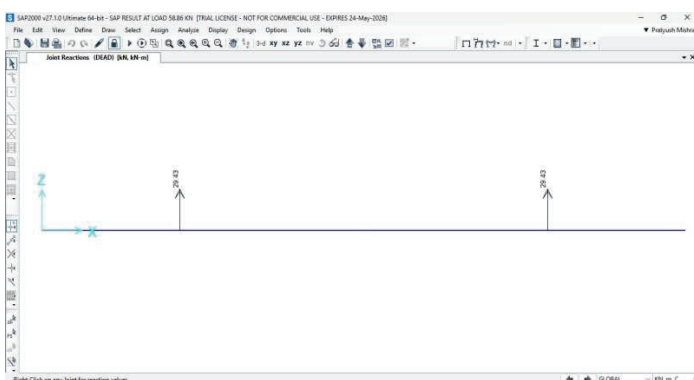 SAP2000 v27.1.0 Ultimate 64-bit - SAP RESULT AT LOAD 58.86 KN [TRIAL LICENSE - NOT FOR COMMERCIAL USE - EXPIRES 24-May-2026]
File Edit View Define Draw Select Assign Analyze Display Design Options Tools Help
Pratyush Mishra
3-d xy xz yz nv nd
Joint Reactions (DEAD) [kN, kN-m]
29.43 29.43
Z
X
Right Click on any Joint for reaction values
GLOBAL KN, m, C